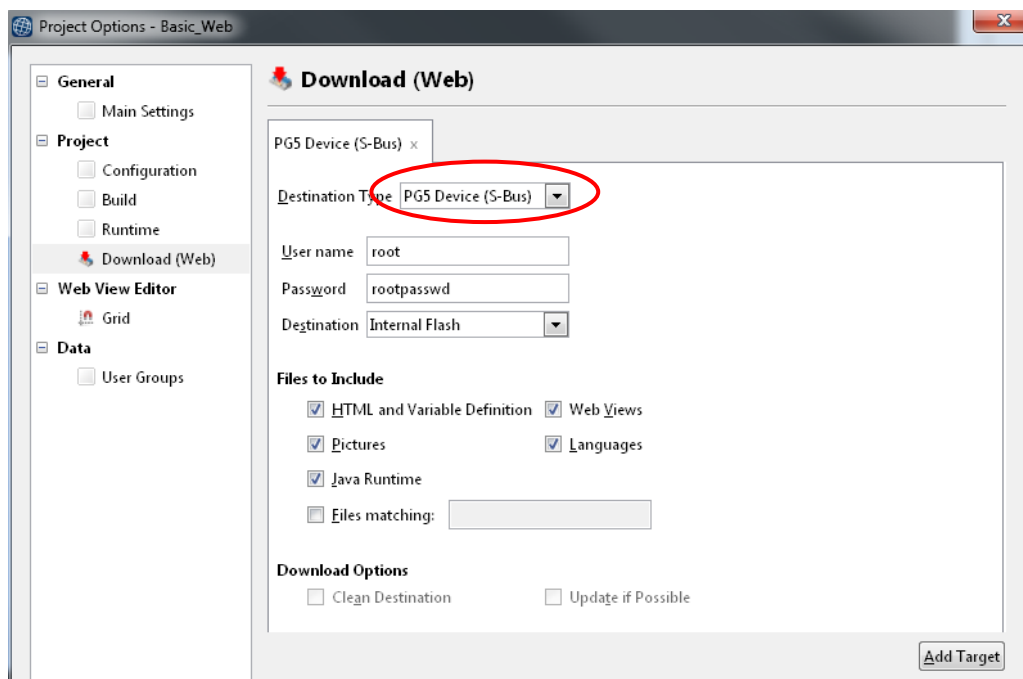 Project Options - Basic_Web
General
Main Settings
Project
Configuration
Build
Runtime
Download (Web)
Web View Editor
Grid
Data
User Groups
Download (Web)
PG5 Device (S-Bus) x
Destination Type PG5 Device (S-Bus)
User name root
Password rootpasswd
Destination Internal Flash
Files to Include
HTML and Variable Definition Web Views
Pictures Languages
Java Runtime
Files matching:
Download Options
Clean Destination Update if Possible
Add Target